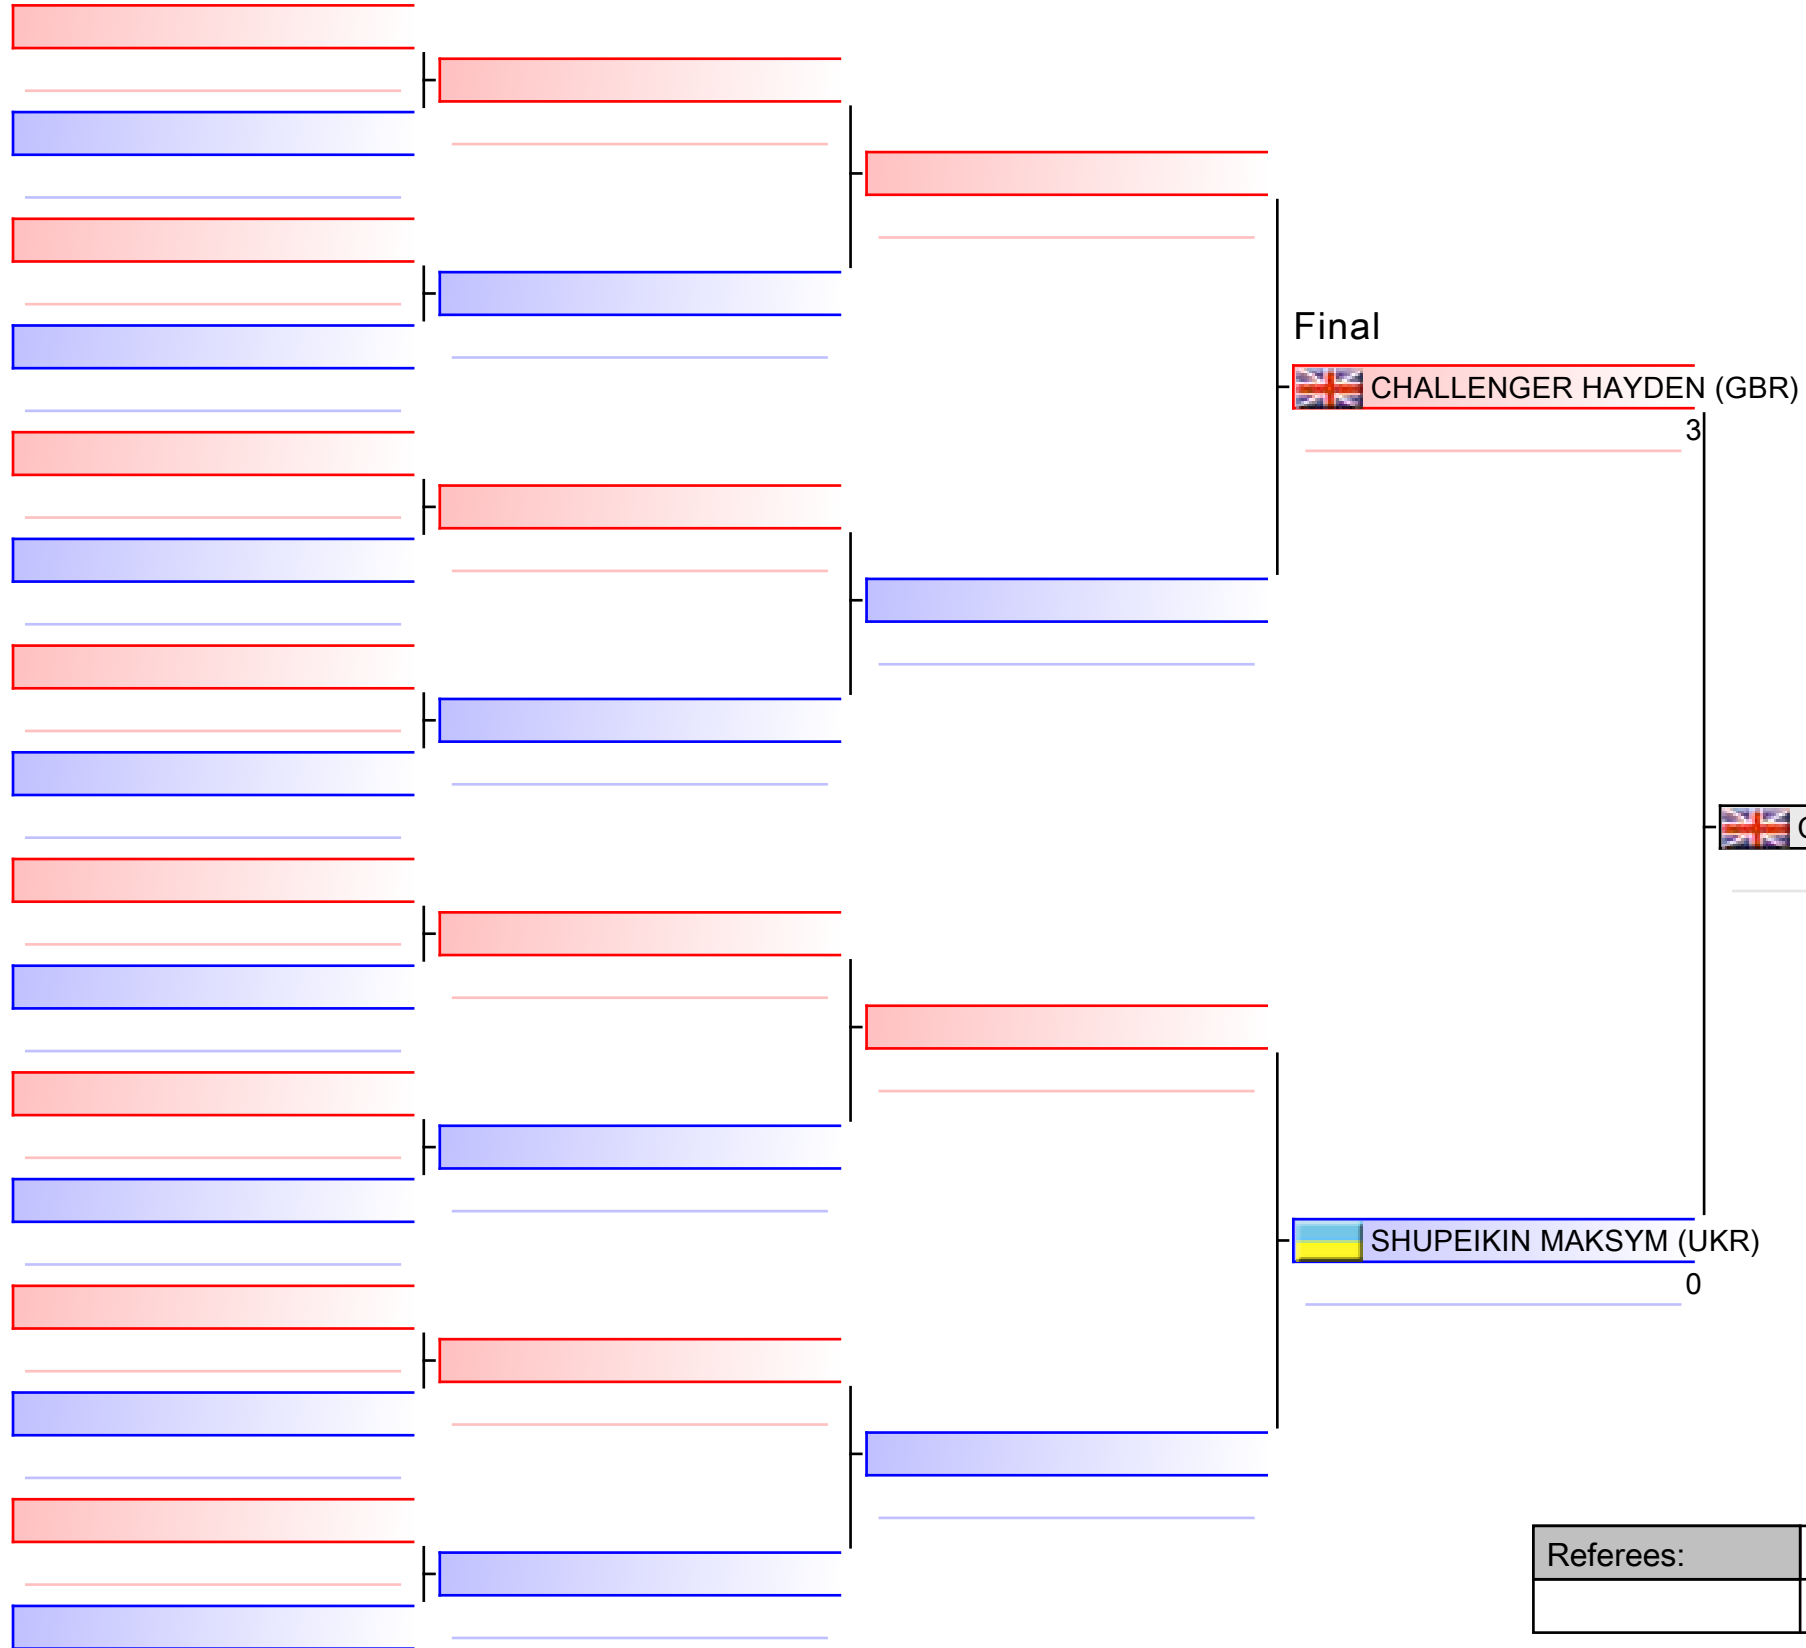 Final
CHALLENGER HAYDEN (GBR)
3
SHUPEIKIN MAKSYM (UKR)
0
Referees: